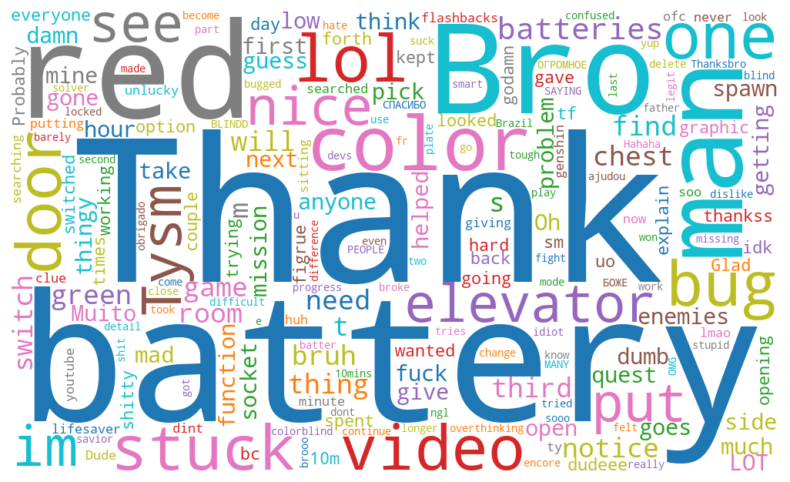 everyone become hate suck flashbacks confused ofc never look
damn see part day low think forth yup ОГРОМНОЕ SAYING last Thanksbro
Probably mine unlucky made red lol first guess kept searched godamn Bro batteries one delete legit blind
gone locked bugged nice gave СПАСИБО smart father spawn
putting hour option BLINDD pick looked tf Brazil find graphic getting
searching barely second will use fr color devs plate go tough problem genshin Hahaha man
door switched working take next sitting helped s play ajudou chest soo dislike
thingy times couple Tysm m anyone Thank giving Oh won now explain thankss
clue obrigado trying mission figrue u difference even PEOPLE hard back two sm going fight uo missing idk
green come close game difficult progress elevator mode БОЖЕ work Glad bug
switch Muito took room e need broke tries idiot enemies
detail shit function huh t batter wanted change know MANY lmao stupid OMG
youtube mad socket bruh 10mins fuck give third dumb quest opening
shitty got thing minute dont battery tried open goes put
lifesaver dint spent colorblind ngl longer overthinking sooo felt notice side
im savior Dude brooo stuck bc 10m continue video ty dudeee encore really much LOT